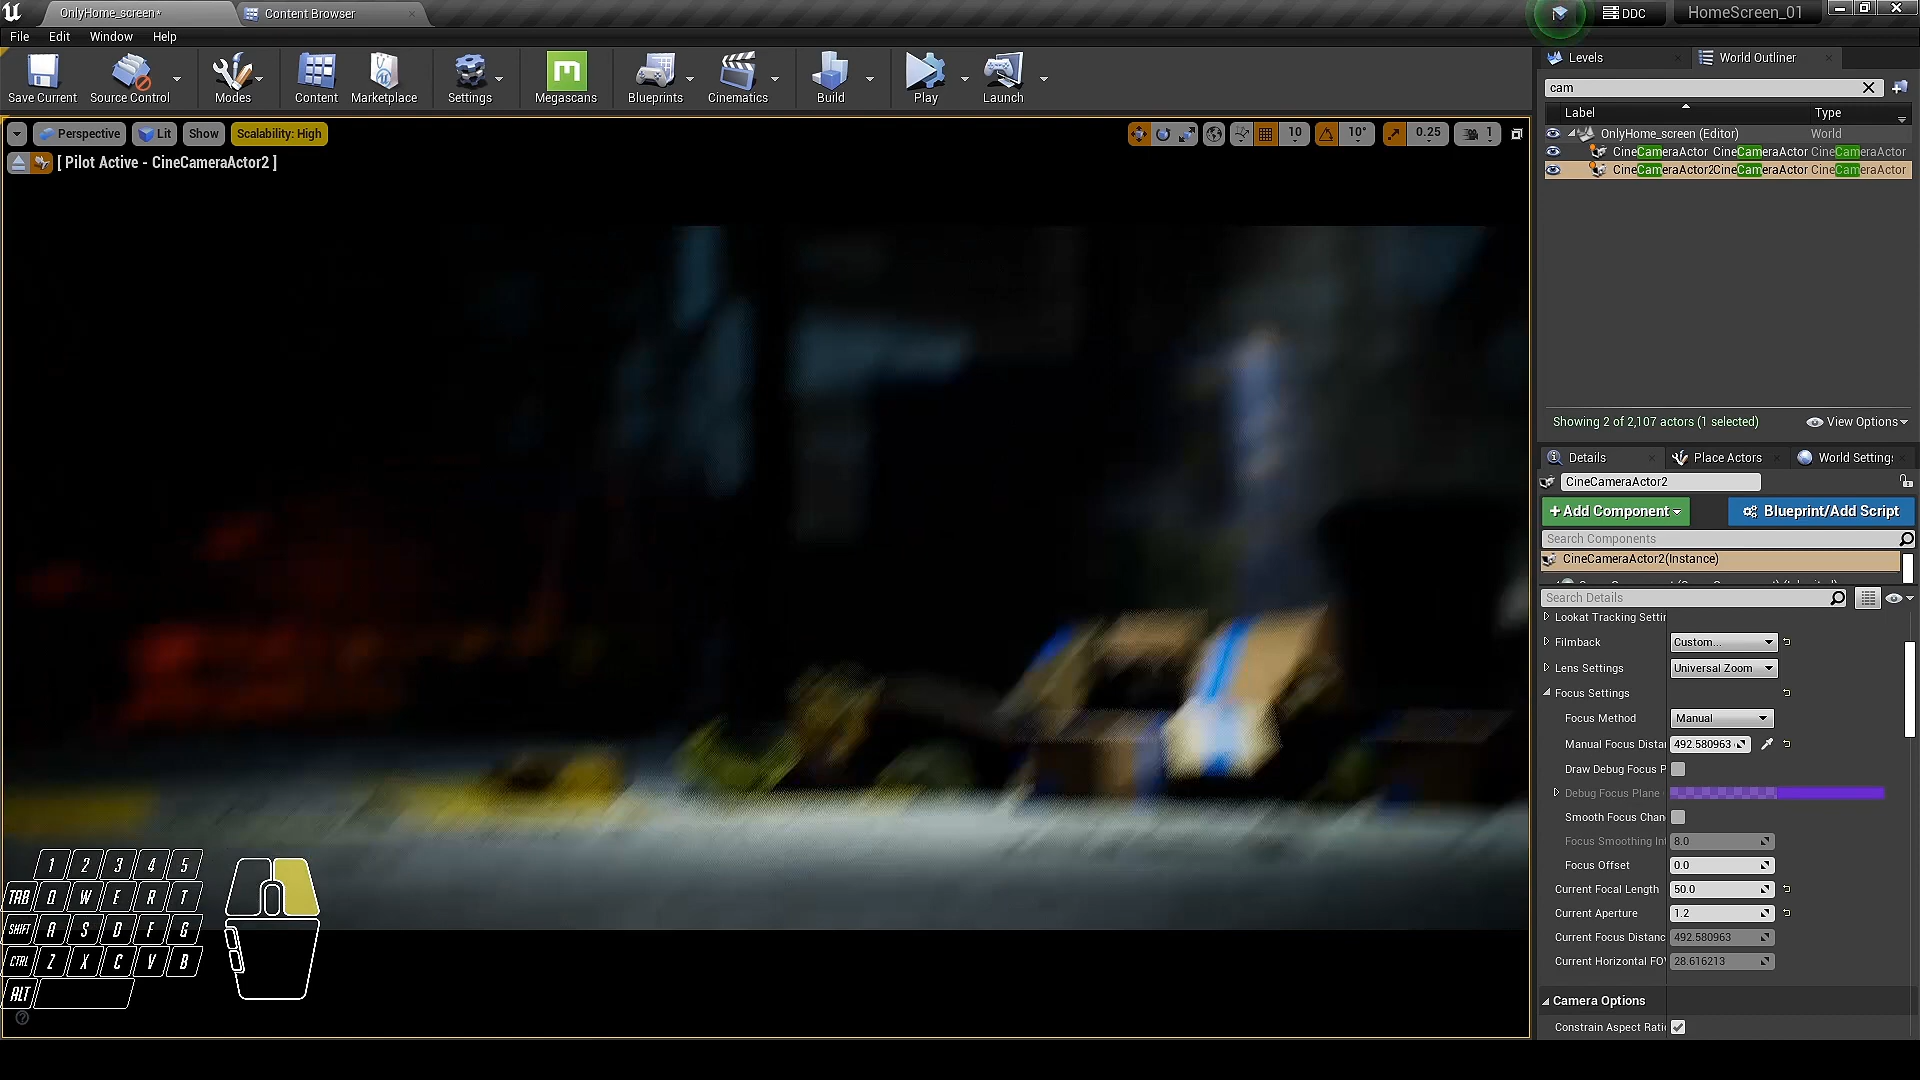 OnlyHome_screen*
Content Browser
DDC
HomeScreen_01
File Edit Window Help
Levels
World Outliner
Save Current
Source Control
Modes
Content
Marketplace
Settings
Megascans
Blueprints
Cinematics
Build
Play
Launch
cam
Label Type
Perspective Lit Show Scalability: High
10 10° 0.25 1
OnlyHome_screen (Editor) World
[ Pilot Active - CineCameraActor2 ]
CineCameraActor CineCameraActor CineCameraActor
CineCameraActor2CineCameraActor CineCameraActor
Showing 2 of 2,107 actors (1 selected)
View Options
Details
Place Actors
World Setting
CineCameraActor2
+Add Component
Blueprint/Add Script
Search Components
CineCameraActor2(Instance)
Search Details
Lookat Tracking Settin
Filmback Custom...
Lens Settings Universal Zoom
Focus Settings
Focus Method Manual
Manual Focus Distan 492.580963
Draw Debug Focus P
Debug Focus Plane
Smooth Focus Chan
Focus Smoothing Int 8.0
Focus Offset 0.0
Current Focal Length 50.0
Current Aperture 1.2
Current Focus Distanc 492.580963
Current Horizontal FOV 28.616213
Camera Options
Constrain Aspect Ratio
1 2 3 4 5
TAB Q W E R T
SHIFT A S D F G
CTRL Z X C V B
ALT